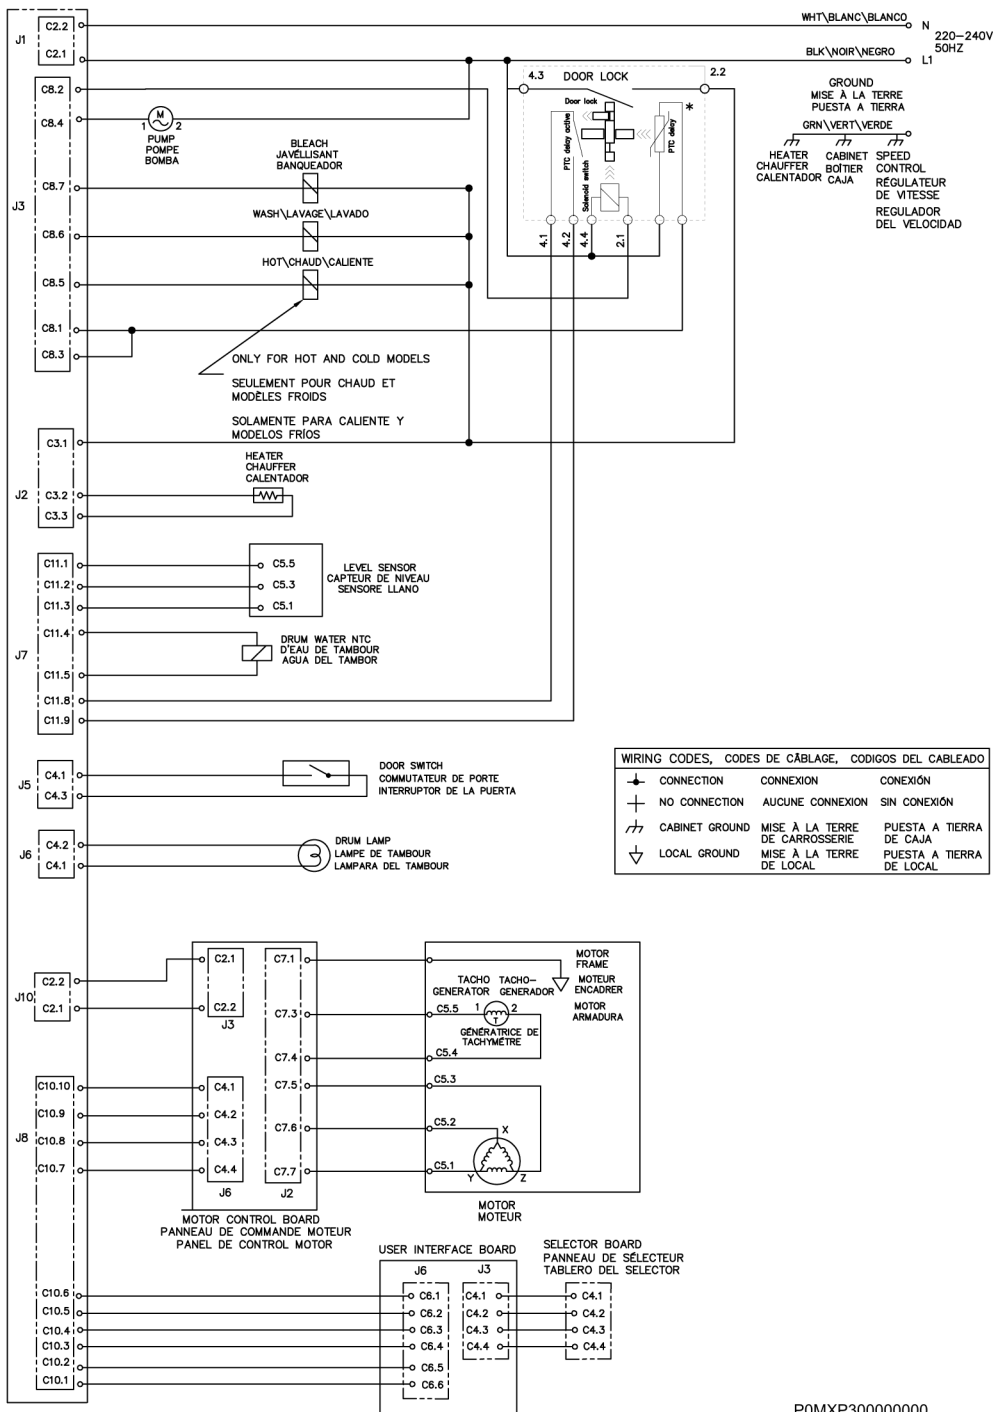 J1
C2.2
C2.1
WHT\BLANC\BLANCO
N
220–240V
50HZ
BLK\NOIR/NEGRO
L1
GROUND
MISE À LA TERRE
PUESTA A TIERRA
GRN\VERT/VERDE
HEATER
CHAUFFER
CALENTADOR
CABINET
BOÎTIER
CAJA
SPEED
CONTROL
RÉGULATEUR
DE VITESSE
REGULADOR
DEL VELOCIDAD
4.3
DOOR LOCK
2.2
Door lock
PTC delay active
Solenoid switch
PTC delay
*
4.1
4.2
4.4
2.1
J3
C8.2
C8.4
C8.7
C8.6
C8.5
C8.1
C8.3
M
1
2
PUMP
POMPE
BOMBA
BLEACH
JAVÉLLISANT
BANQUEADOR
WASH\LAVAGE\LAVADO
HOT\CHAUD\CALIENTE
ONLY FOR HOT AND COLD MODELS
SEULEMENT POUR CHAUD ET
MODÈLES FROIDS
SOLAMENTE PARA CALIENTE Y
MODELOS FRÍOS
J2
C3.1
C3.2
C3.3
HEATER
CHAUFFER
CALENTADOR
J7
C11.1
C11.2
C11.3
C11.4
C11.5
C11.8
C11.9
C5.5
C5.3
C5.1
LEVEL SENSOR
CAPTEUR DE NIVEAU
SENSORE LLANO
DRUM WATER NTC
D'EAU DE TAMBOUR
AGUA DEL TAMBOR
J5
C4.1
C4.3
DOOR SWITCH
COMMUTATEUR DE PORTE
INTERRUPTOR DE LA PUERTA
J6
C4.2
C4.1
DRUM LAMP
LAMPE DE TAMBOUR
LAMPARA DEL TAMBOUR
WIRING CODES, CODES DE CÂBLAGE, CODIGOS DEL CABLEADO
CONNECTION CONNEXION CONEXIÓN
NO CONNECTION AUCUNE CONNEXION SIN CONEXIÓN
CABINET GROUND MISE À LA TERRE PUESTA A TIERRA
DE CARROSSERIE DE CAJA
LOCAL GROUND MISE À LA TERRE PUESTA A TIERRA
DE LOCAL DE LOCAL
J10
C2.2
C2.1
C2.1
C2.2
J3
C7.1
C7.3
C7.4
C7.5
C7.6
C7.7
J2
J8
C10.10
C10.9
C10.8
C10.7
C4.1
C4.2
C4.3
C4.4
J6
MOTOR CONTROL BOARD
PANNEAU DE COMMANDE MOTEUR
PANEL DE CONTROL MOTOR
MOTOR
FRAME
MOTEUR
ENCADRER
MOTOR
ARMADURA
TACHO TACHO–
GENERATOR GENERADOR
C5.5
1
2
T
GÉNÉRATRICE DE
TACHYMÉTRE
C5.4
C5.3
C5.2
C5.1
X
Y
Z
MOTOR
MOTEUR
USER INTERFACE BOARD
J6
J3
SELECTOR BOARD
PANNEAU DE SÉLECTEUR
TABLERO DEL SELECTOR
C10.6
C10.5
C10.4
C10.3
C10.2
C10.1
C6.1
C6.2
C6.3
C6.4
C6.5
C6.6
C4.1
C4.2
C4.3
C4.4
C4.1
C4.2
C4.3
C4.4
P0MXP300000000